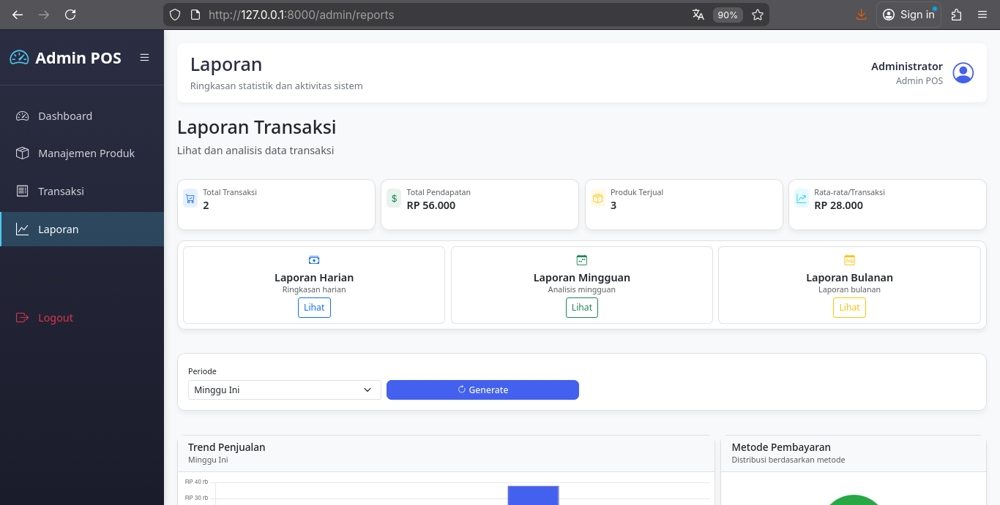 http://127.0.0.1:8000/admin/reports
90%
Sign in
Admin POS
Dashboard
Manajemen Produk
Transaksi
Laporan
Logout
Laporan
Ringkasan statistik dan aktivitas sistem
Administrator
Admin POS
Laporan Transaksi
Lihat dan analisis data transaksi
Total Transaksi
2
Total Pendapatan
RP 56.000
Produk Terjual
3
Rata-rata/Transaksi
RP 28.000
Laporan Harian
Ringkasan harian
Lihat
Laporan Mingguan
Analisis mingguan
Lihat
Laporan Bulanan
Laporan bulanan
Lihat
Periode
Minggu Ini
Generate
Trend Penjualan
Minggu Ini
RP 40 rb
RP 30 rb
Metode Pembayaran
Distribusi berdasarkan metode